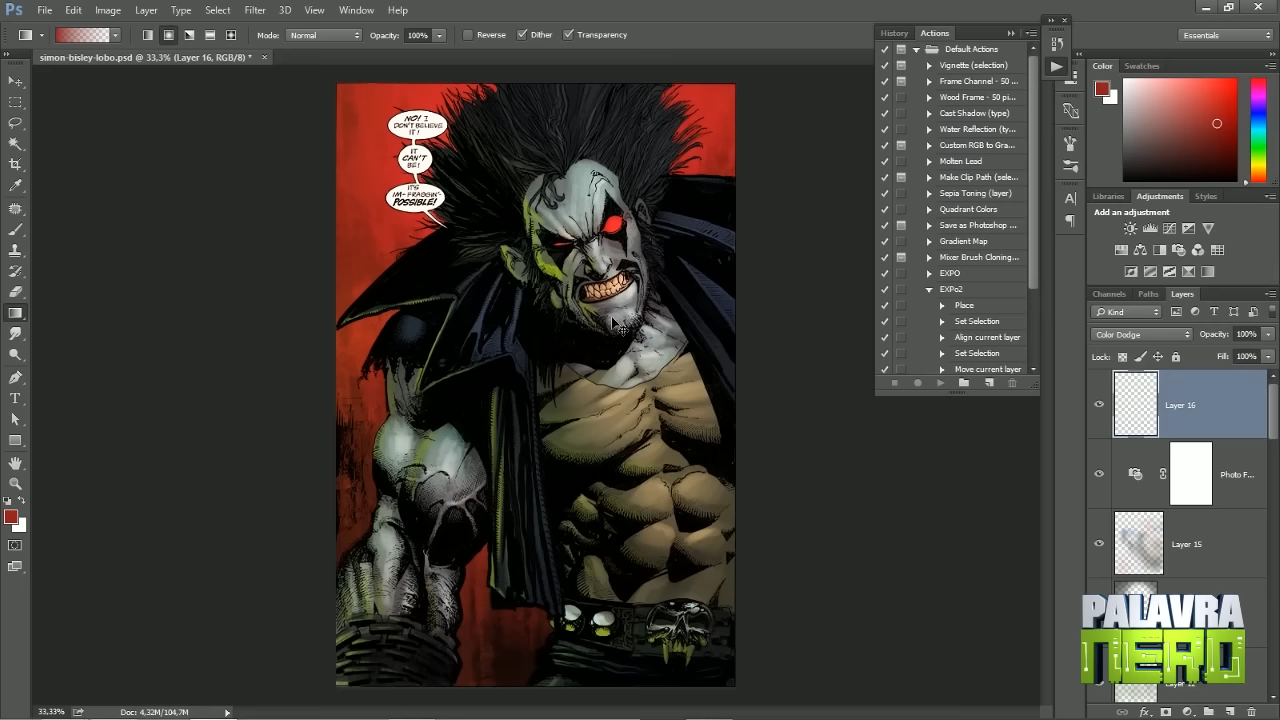 Ps File Edit Image Layer Type Select Filter 3D View Window Help
Mode: Normal Opacity: 100% Reverse Dither Transparency Essentials
simon-bisley-lobo.psd @ 33,3% (Layer 16, RGB/8) *
History Actions
Default Actions
Vignette (selection)
Frame Channel - 50 ...
Wood Frame - 50 pi...
Cast Shadow (type)
Water Reflection (ty...
Custom RGB to Gra...
Molten Lead
Make Clip Path (sele...
Sepia Toning (layer)
Quadrant Colors
Save as Photoshop ...
Gradient Map
Mixer Brush Cloning...
EXPO
EXPo2
Place
Set Selection
Align current layer
Set Selection
Move current layer
Color Swatches
Libraries Adjustments Styles
Add an adjustment
Channels Paths Layers
Kind
Color Dodge Opacity: 100%
Lock: Fill: 100%
Layer 16
Photo F...
Layer 15
NO! I
DON'T BELIEVE
IT!
IT
CAN'T
BE!
IT'S
IM-FRAGGIN'-
POSSIBLE!
PALAVRA
NERD
33,33% Doc: 4,32M/104,7M